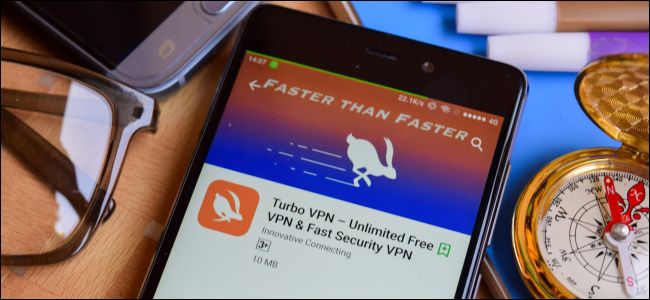 14:07
22.1K/s
4G
FASTER THAN FASTER
Turbo VPN – Unlimited Free
VPN & Fast Security VPN
Innovative Connecting
3+
10 MB